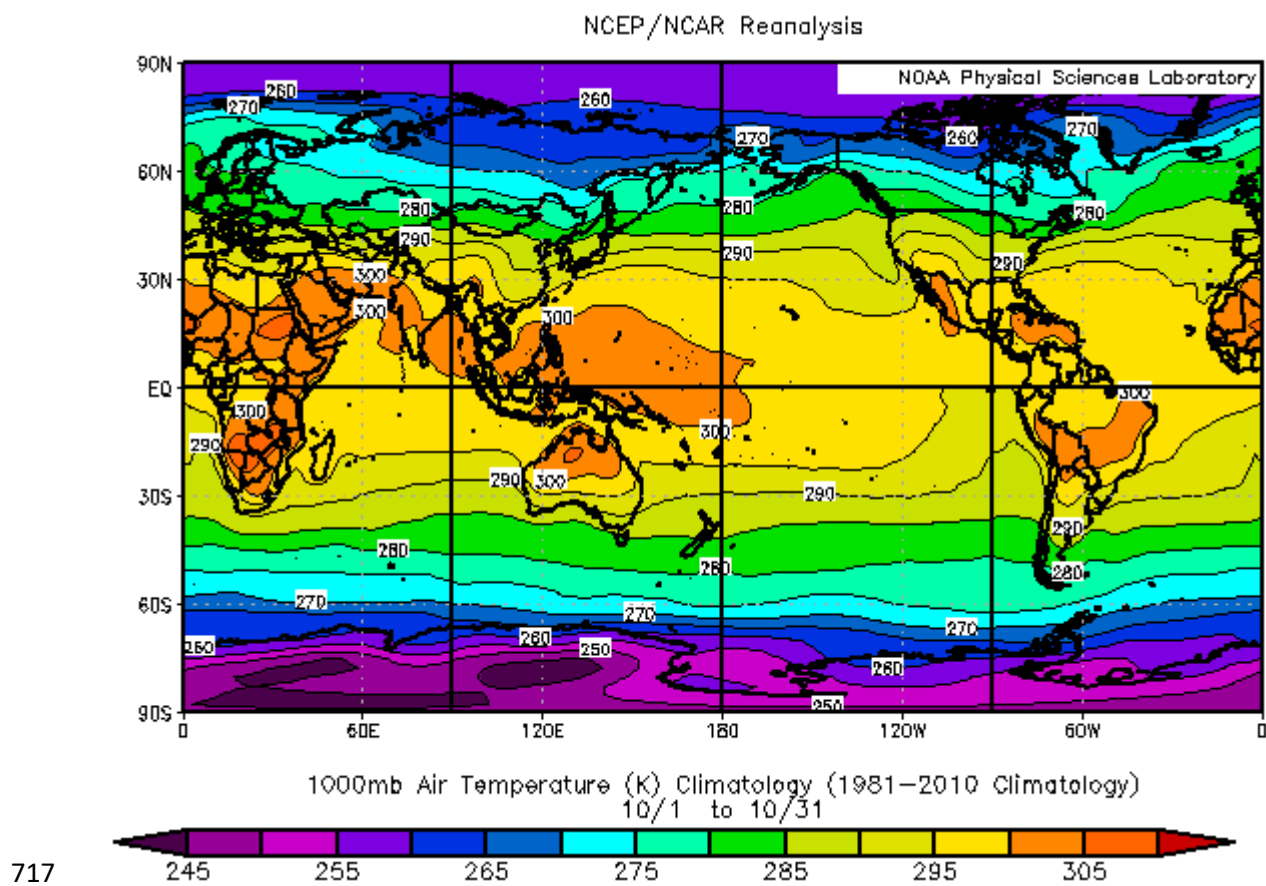 NCEP/NCAR Reanalysis
90N
NOAA Physical Sciences Laboratory
260
260
270
270
260
270
60N
280
280
280
290
290
290
300
30N
300
300
EQ
300
300
300
290
290
300
290
30S
290
280
280
280
60S
270
270
270
260
260
250
260
250
90S
0 60E 120E 180 120W 60W 0
1000mb Air Temperature (K) Climatology (1981-2010 Climatology)
10/1 to 10/31
717
245 255 265 275 285 295 305